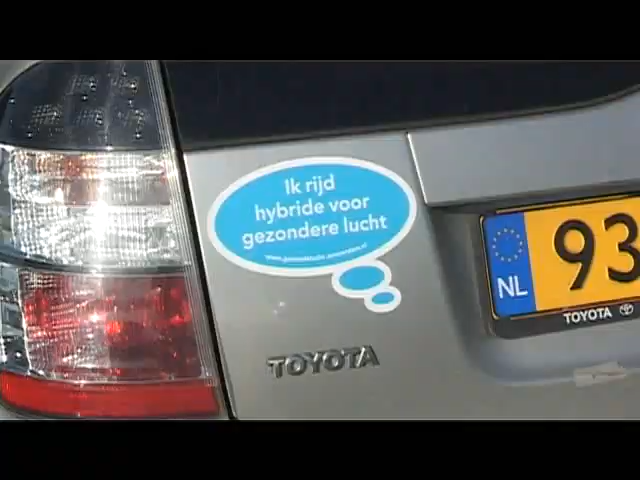 Ik rijd
hybride voor
gezondere lucht
TOYOTA
NL
93
TOYOTA